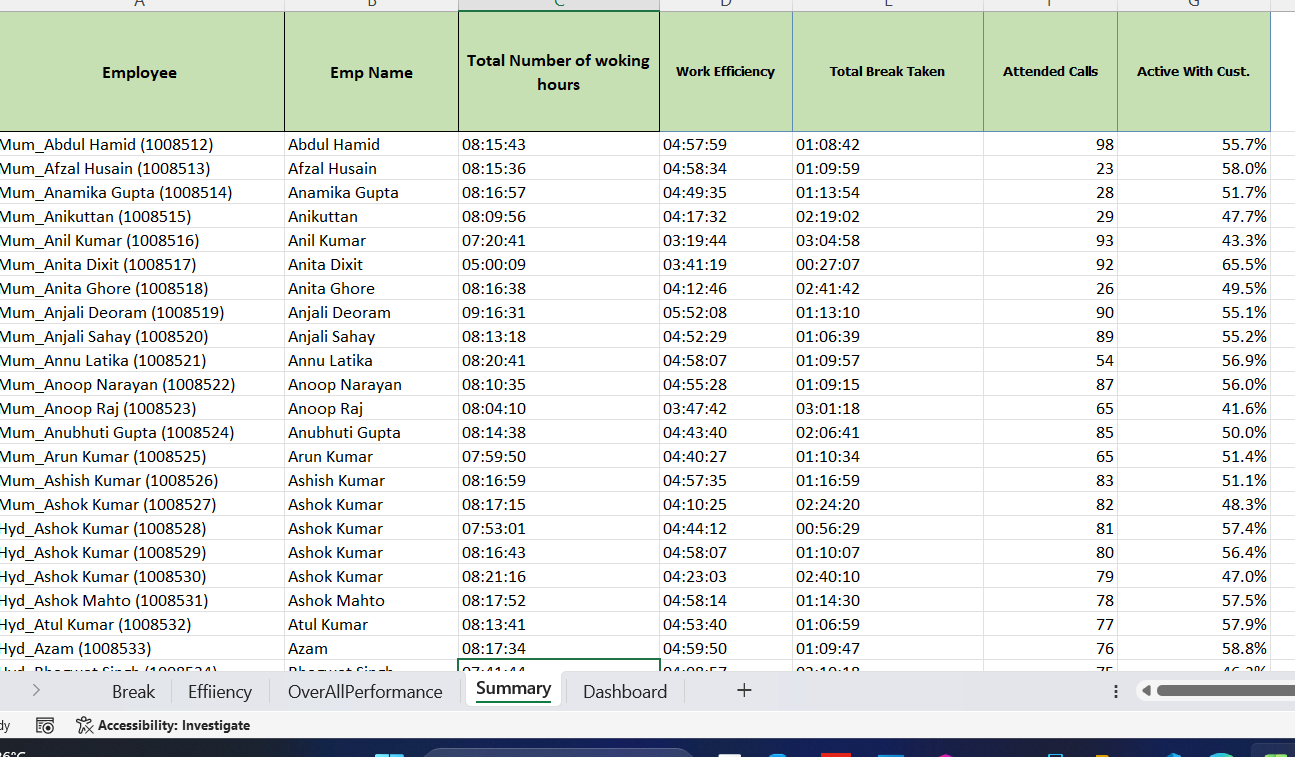 A B C D E F G
Employee Emp Name Total Number of woking hours Work Efficiency Total Break Taken Attended Calls Active With Cust.
Mum_Abdul Hamid (1008512) Abdul Hamid 08:15:43 04:57:59 01:08:42 98 55.7%
Mum_Afzal Husain (1008513) Afzal Husain 08:15:36 04:58:34 01:09:59 23 58.0%
Mum_Anamika Gupta (1008514) Anamika Gupta 08:16:57 04:49:35 01:13:54 28 51.7%
Mum_Anikuttan (1008515) Anikuttan 08:09:56 04:17:32 02:19:02 29 47.7%
Mum_Anil Kumar (1008516) Anil Kumar 07:20:41 03:19:44 03:04:58 93 43.3%
Mum_Anita Dixit (1008517) Anita Dixit 05:00:09 03:41:19 00:27:07 92 65.5%
Mum_Anita Ghore (1008518) Anita Ghore 08:16:38 04:12:46 02:41:42 26 49.5%
Mum_Anjali Deoram (1008519) Anjali Deoram 09:16:31 05:52:08 01:13:10 90 55.1%
Mum_Anjali Sahay (1008520) Anjali Sahay 08:13:18 04:52:29 01:06:39 89 55.2%
Mum_Annu Latika (1008521) Annu Latika 08:20:41 04:58:07 01:09:57 54 56.9%
Mum_Anoop Narayan (1008522) Anoop Narayan 08:10:35 04:55:28 01:09:15 87 56.0%
Mum_Anoop Raj (1008523) Anoop Raj 08:04:10 03:47:42 03:01:18 65 41.6%
Mum_Anubhuti Gupta (1008524) Anubhuti Gupta 08:14:38 04:43:40 02:06:41 85 50.0%
Mum_Arun Kumar (1008525) Arun Kumar 07:59:50 04:40:27 01:10:34 65 51.4%
Mum_Ashish Kumar (1008526) Ashish Kumar 08:16:59 04:57:35 01:16:59 83 51.1%
Mum_Ashok Kumar (1008527) Ashok Kumar 08:17:15 04:10:25 02:24:20 82 48.3%
Hyd_Ashok Kumar (1008528) Ashok Kumar 07:53:01 04:44:12 00:56:29 81 57.4%
Hyd_Ashok Kumar (1008529) Ashok Kumar 08:16:43 04:58:07 01:10:07 80 56.4%
Hyd_Ashok Kumar (1008530) Ashok Kumar 08:21:16 04:23:03 02:40:10 79 47.0%
Hyd_Ashok Mahto (1008531) Ashok Mahto 08:17:52 04:58:14 01:14:30 78 57.5%
Hyd_Atul Kumar (1008532) Atul Kumar 08:13:41 04:53:40 01:06:59 77 57.9%
Hyd_Azam (1008533) Azam 08:17:34 04:59:50 01:09:47 76 58.8%
Break Effiiency OverAllPerformance Summary Dashboard
Accessibility: Investigate